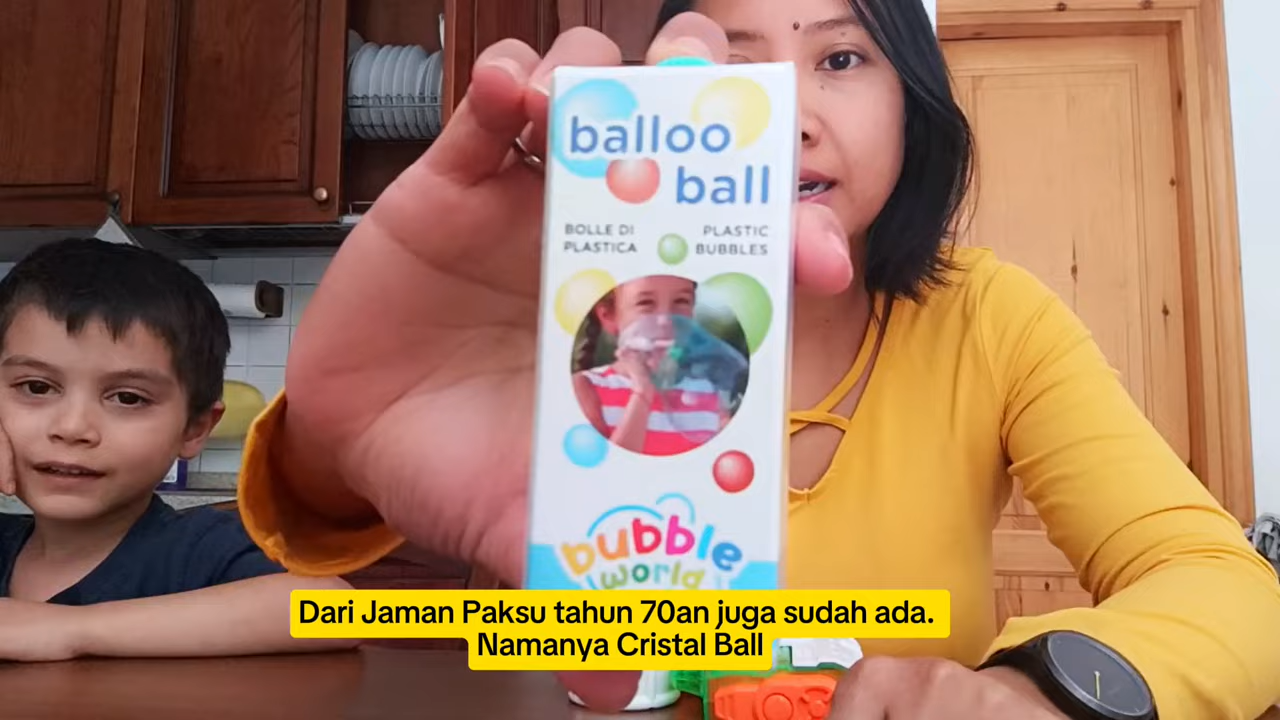 balloo
ball
BOLLE DI
PLASTICA
PLASTIC
BUBBLES
bubble
world
Dari Jaman Paksu tahun 70an juga sudah ada.
Namanya Cristal Ball